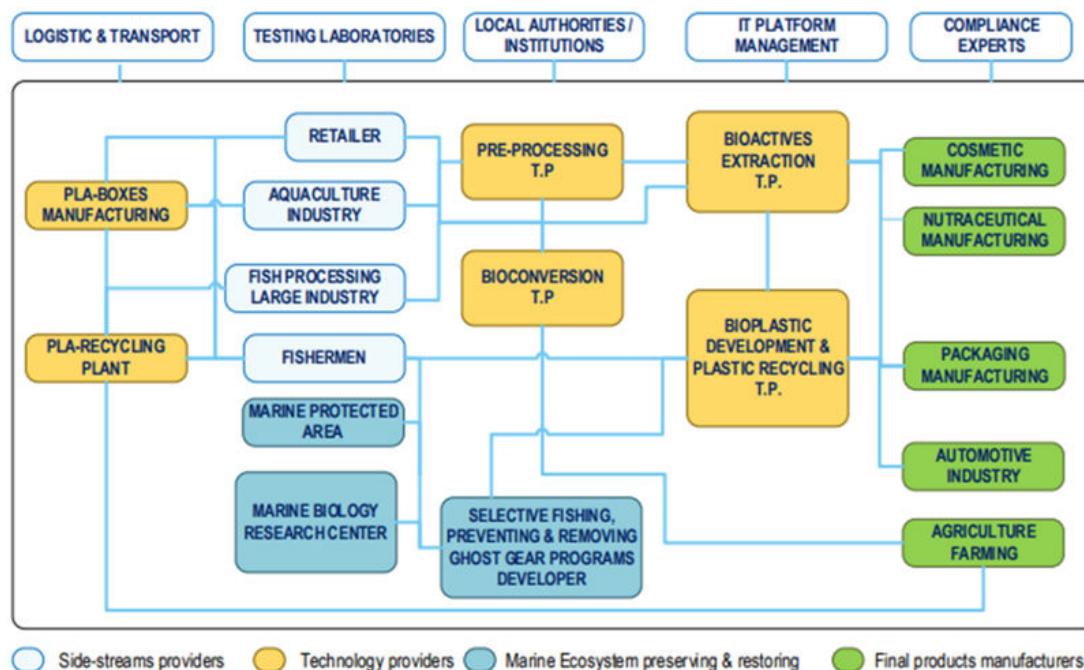 LOGISTIC & TRANSPORT
TESTING LABORATORIES
LOCAL AUTHORITIES /
INSTITUTIONS
IT PLATFORM
MANAGEMENT
COMPLIANCE
EXPERTS
RETAILER
PRE-PROCESSING
T.P
BIOACTIVES
EXTRACTION
T.P.
COSMETIC
MANUFACTURING
PLA-BOXES
MANUFACTURING
AQUACULTURE
INDUSTRY
NUTRACEUTICAL
MANUFACTURING
FISH PROCESSING
LARGE INDUSTRY
BIOCONVERSION
T.P
PLA-RECYCLING
PLANT
FISHERMEN
BIOPLASTIC
DEVELOPMENT &
PLASTIC RECYCLING
T.P.
PACKAGING
MANUFACTURING
MARINE PROTECTED
AREA
AUTOMOTIVE
INDUSTRY
MARINE BIOLOGY
RESEARCH CENTER
SELECTIVE FISHING,
PREVENTING & REMOVING
GHOST GEAR PROGRAMS
DEVELOPER
AGRICULTURE
FARMING
Side-streams providers
Technology providers
Marine Ecosystem preserving & restoring
Final products manufacturers